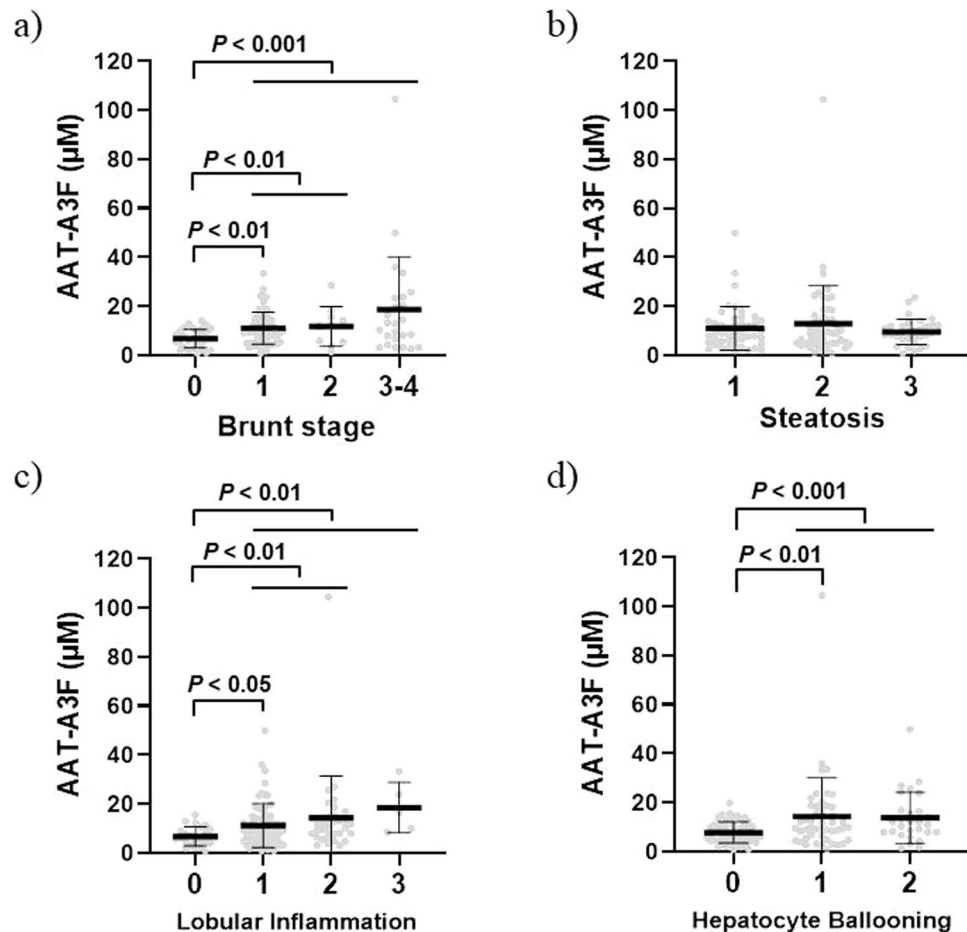 a)
P < 0.001
P < 0.01
P < 0.01
AAT-A3F (µM)
120
100
80
60
40
20
0
0 1 2 3-4
Brunt stage
b)
AAT-A3F (µM)
120
100
80
60
40
20
0
1 2 3
Steatosis
c)
P < 0.01
P < 0.01
P < 0.05
AAT-A3F (µM)
120
100
80
60
40
20
0
0 1 2 3
Lobular Inflammation
d)
P < 0.001
P < 0.01
AAT-A3F (µM)
120
100
80
60
40
20
0
0 1 2
Hepatocyte Ballooning